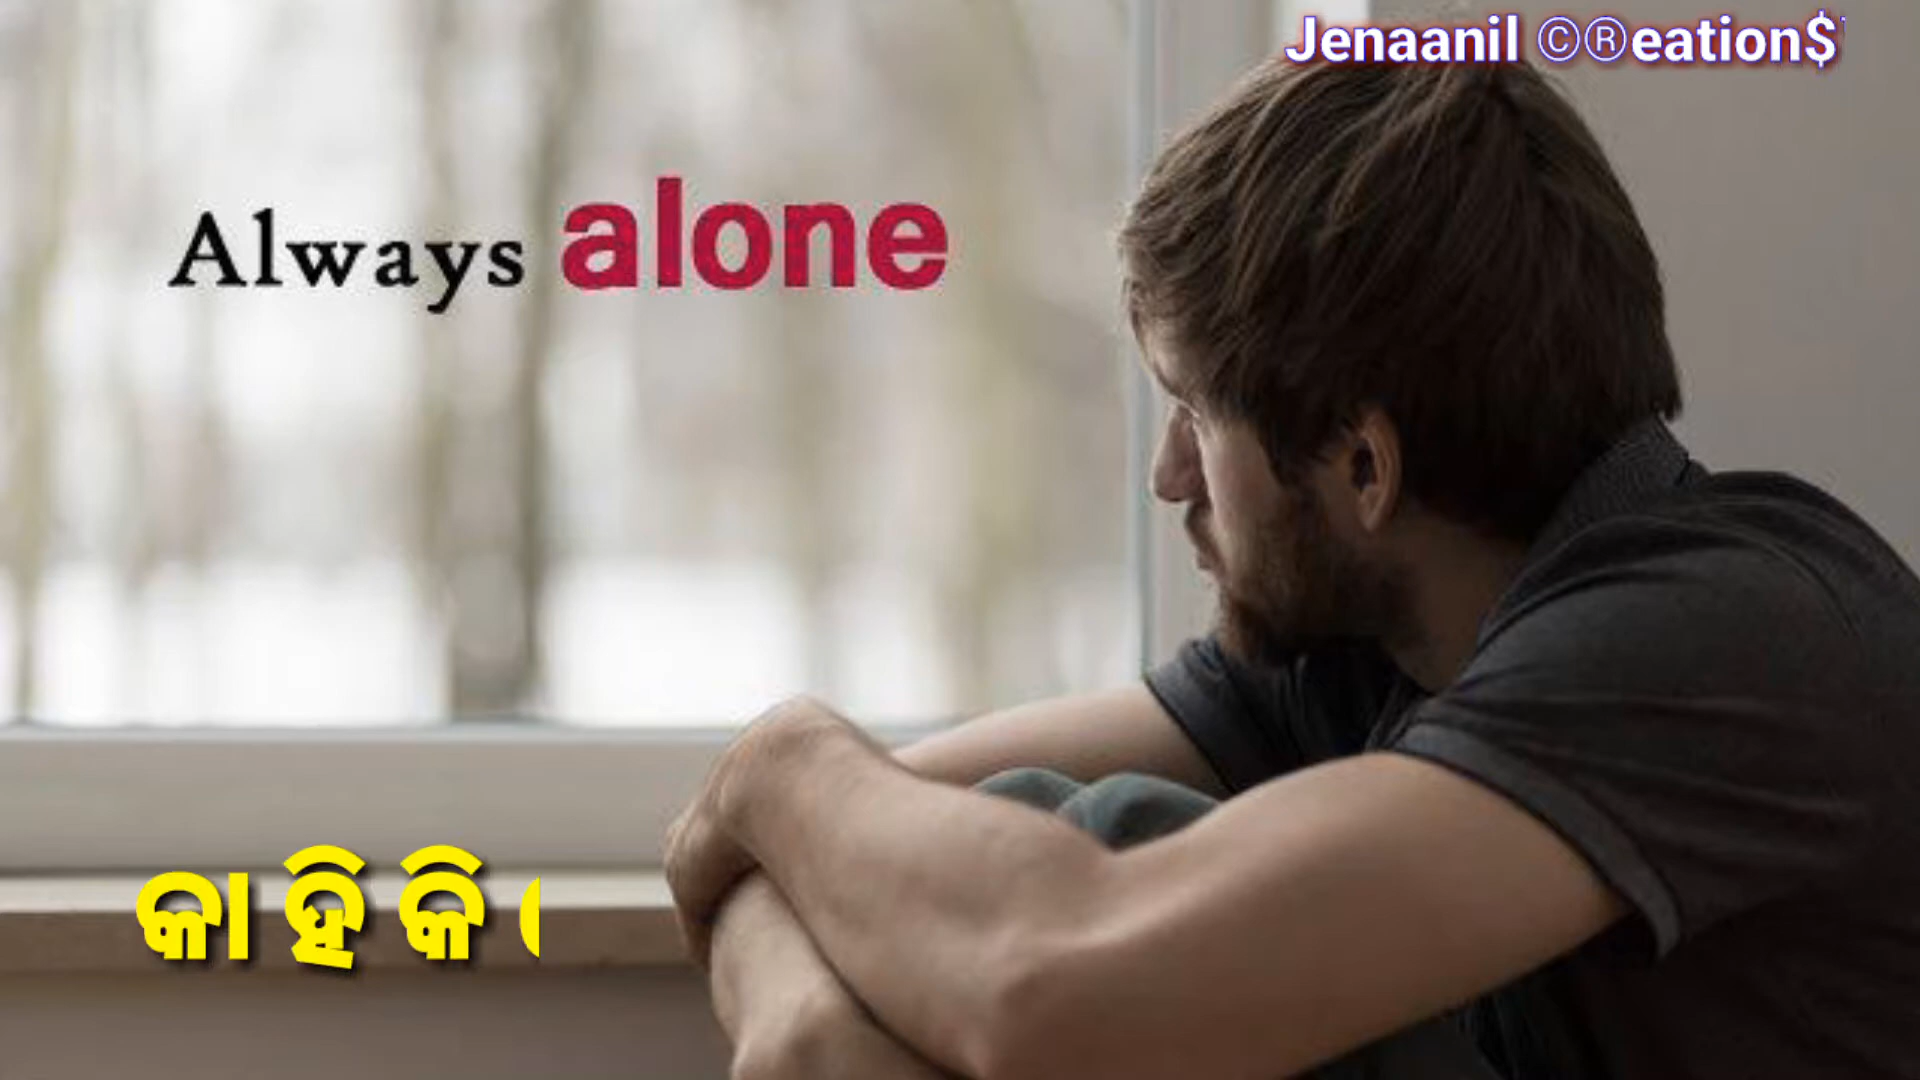 Jenaanil ©®eation$
Always alone
କାହିକି